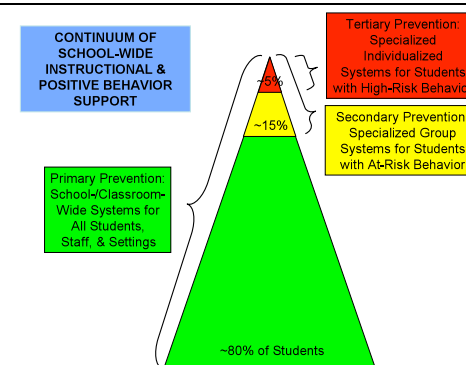 CONTINUUM OF
SCHOOL-WIDE
INSTRUCTIONAL &
POSITIVE BEHAVIOR
SUPPORT
Tertiary Prevention:
Specialized
Individualized
Systems for Students
with High-Risk Behavio
~5%
Secondary Prevention
Specialized Group
Systems for Students
with At-Risk Behavior
~15%
Primary Prevention:
School-/Classroom-
Wide Systems for
All Students,
Staff, & Settings
~80% of Students